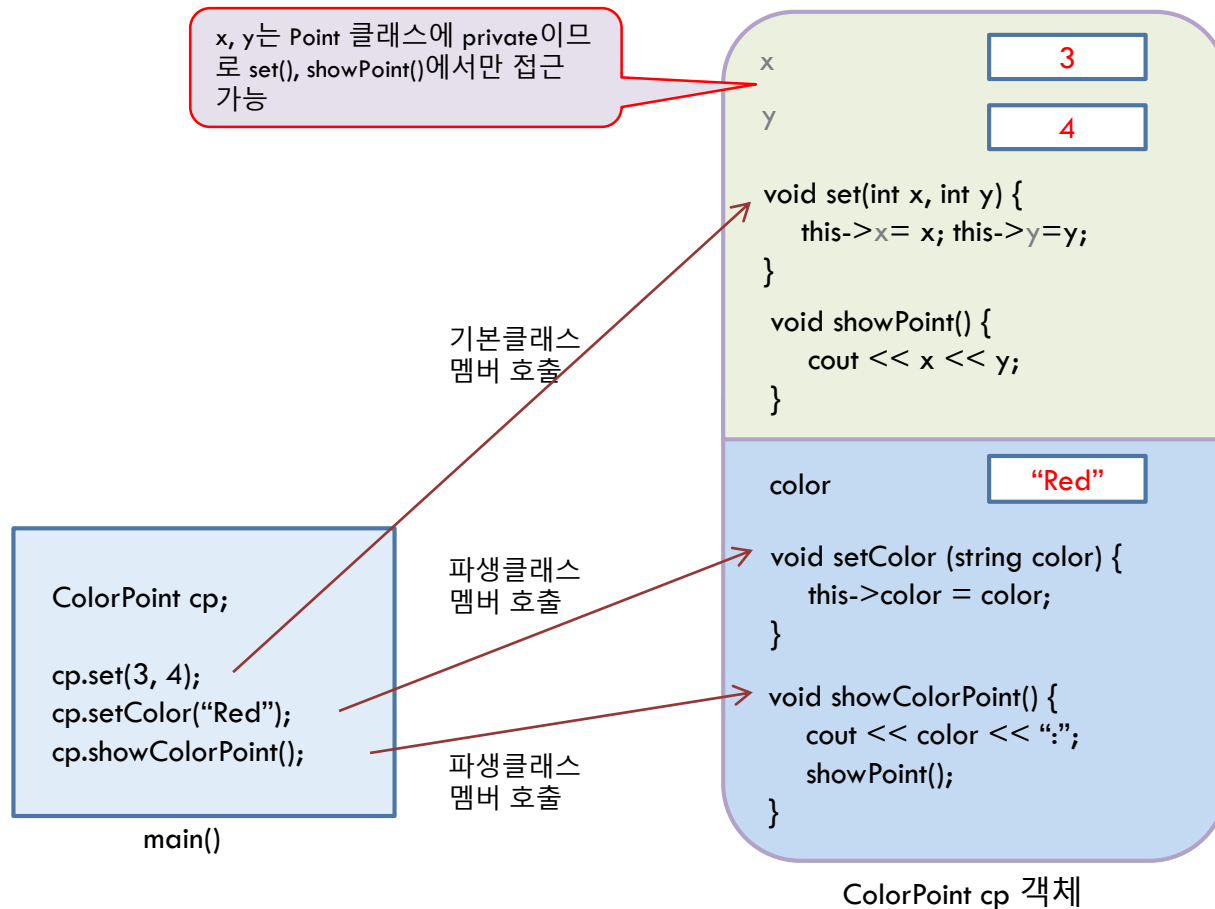 x, y는 Point 클래스에 private이므
로 set(), showPoint()에서만 접근
가능
x
3
y
4
void set(int x, int y) {
this->x= x; this->y=y;
}
void showPoint() {
cout << x << y;
}
기본클래스
멤버 호출
color
“Red”
void setColor (string color) {
this->color = color;
}
void showColorPoint() {
cout << color << “:”;
showPoint();
}
파생클래스
멤버 호출
ColorPoint cp;
cp.set(3, 4);
cp.setColor(“Red”);
cp.showColorPoint();
파생클래스
멤버 호출
main()
ColorPoint cp 객체